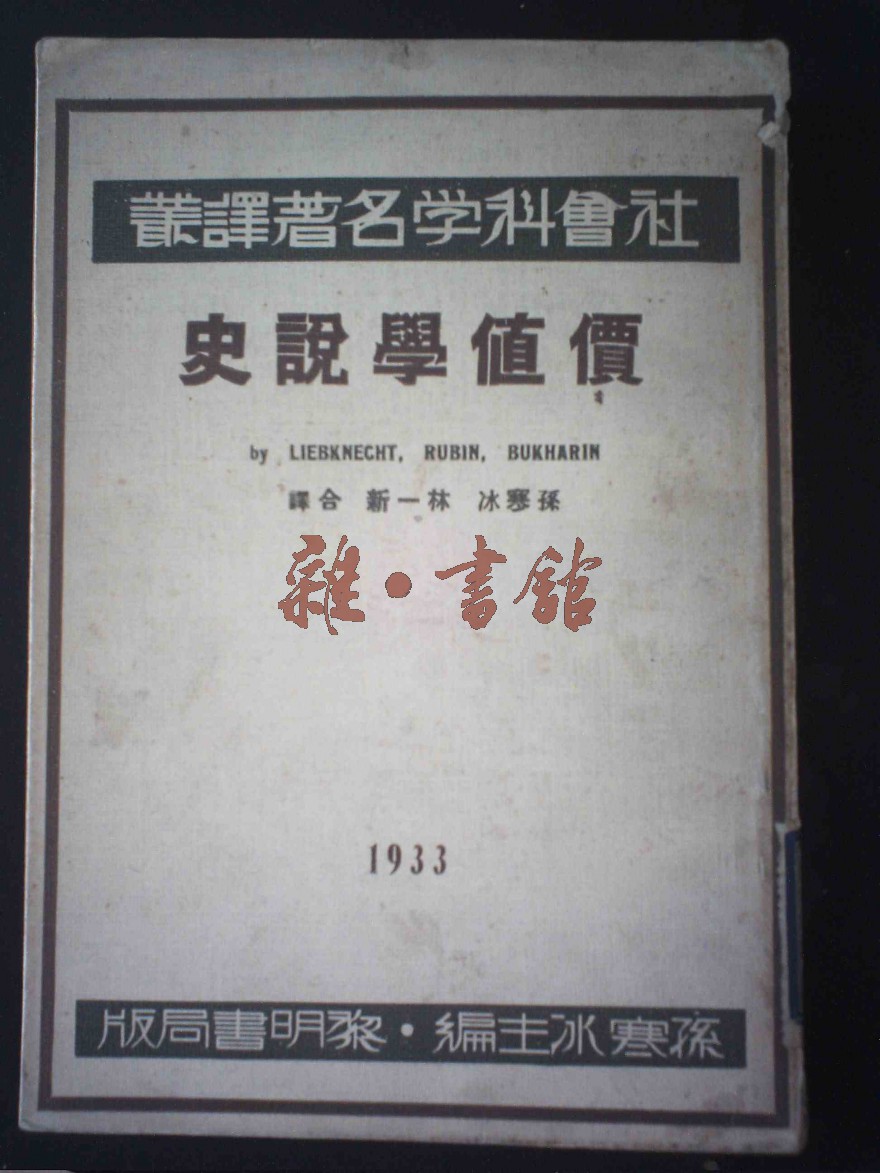 社會科学名著譯叢
價值學說史
by LIEBKNECHT, RUBIN, BUKHARIN
孫寒冰 林一新 合譯
雜·書館
1933
孫寒冰主編·黎明書局版